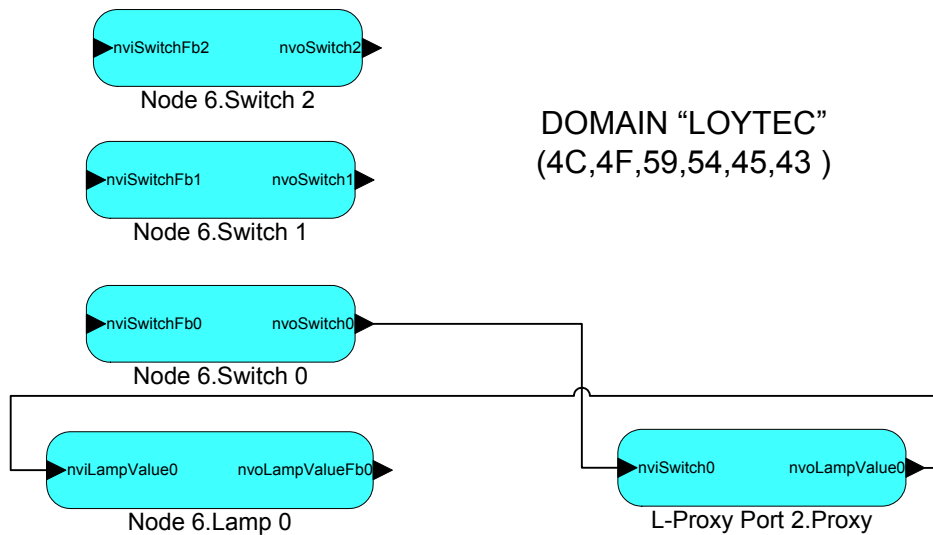 nviSwitchFb2 nvoSwitch2
Node 6.Switch 2
DOMAIN “LOYTEC”
(4C,4F,59,54,45,43 )
nviSwitchFb1 nvoSwitch1
Node 6.Switch 1
nviSwitchFb0 nvoSwitch0
Node 6.Switch 0
nviLampValue0 nvoLampValueFb0
Node 6.Lamp 0
nviSwitch0 nvoLampValue0
L-Proxy Port 2.Proxy